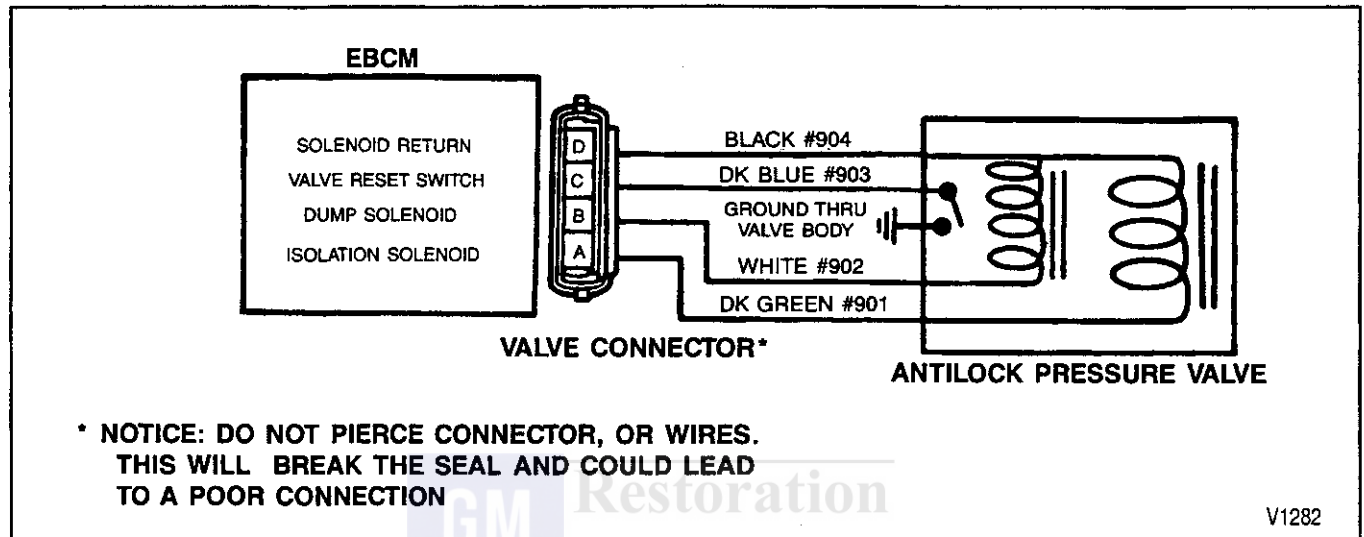 EBCM
SOLENOID RETURN
VALVE RESET SWITCH
DUMP SOLENOID
ISOLATION SOLENOID
D
C
B
A
BLACK #904
DK BLUE #903
GROUND THRU
VALVE BODY
WHITE #902
DK GREEN #901
VALVE CONNECTOR*
ANTILOCK PRESSURE VALVE
* NOTICE: DO NOT PIERCE CONNECTOR, OR WIRES.
THIS WILL BREAK THE SEAL AND COULD LEAD
TO A POOR CONNECTION
GM
Restoration
V1282